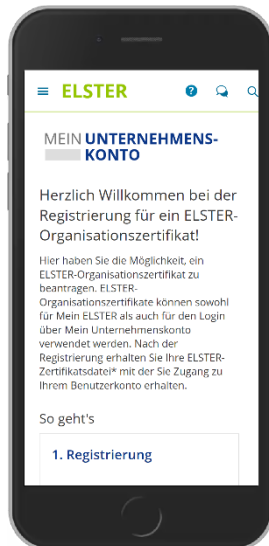 ELSTER
MEIN UNTERNEHMENS-
KONTO
Herzlich Willkommen bei der
Registrierung für ein ELSTER-
Organisationszertifikat!
Hier haben Sie die Möglichkeit, ein
ELSTER-Organisationszertifikat zu
beantragen. ELSTER-
Organisationszertifikate können sowohl
für Mein ELSTER als auch für den Login
über Mein Unternehmenskonto
verwendet werden. Nach der
Registrierung erhalten Sie Ihre ELSTER-
Zertifikatsdatei* mit der Sie Zugang zu
Ihrem Benutzerkonto erhalten.
So geht's
1. Registrierung